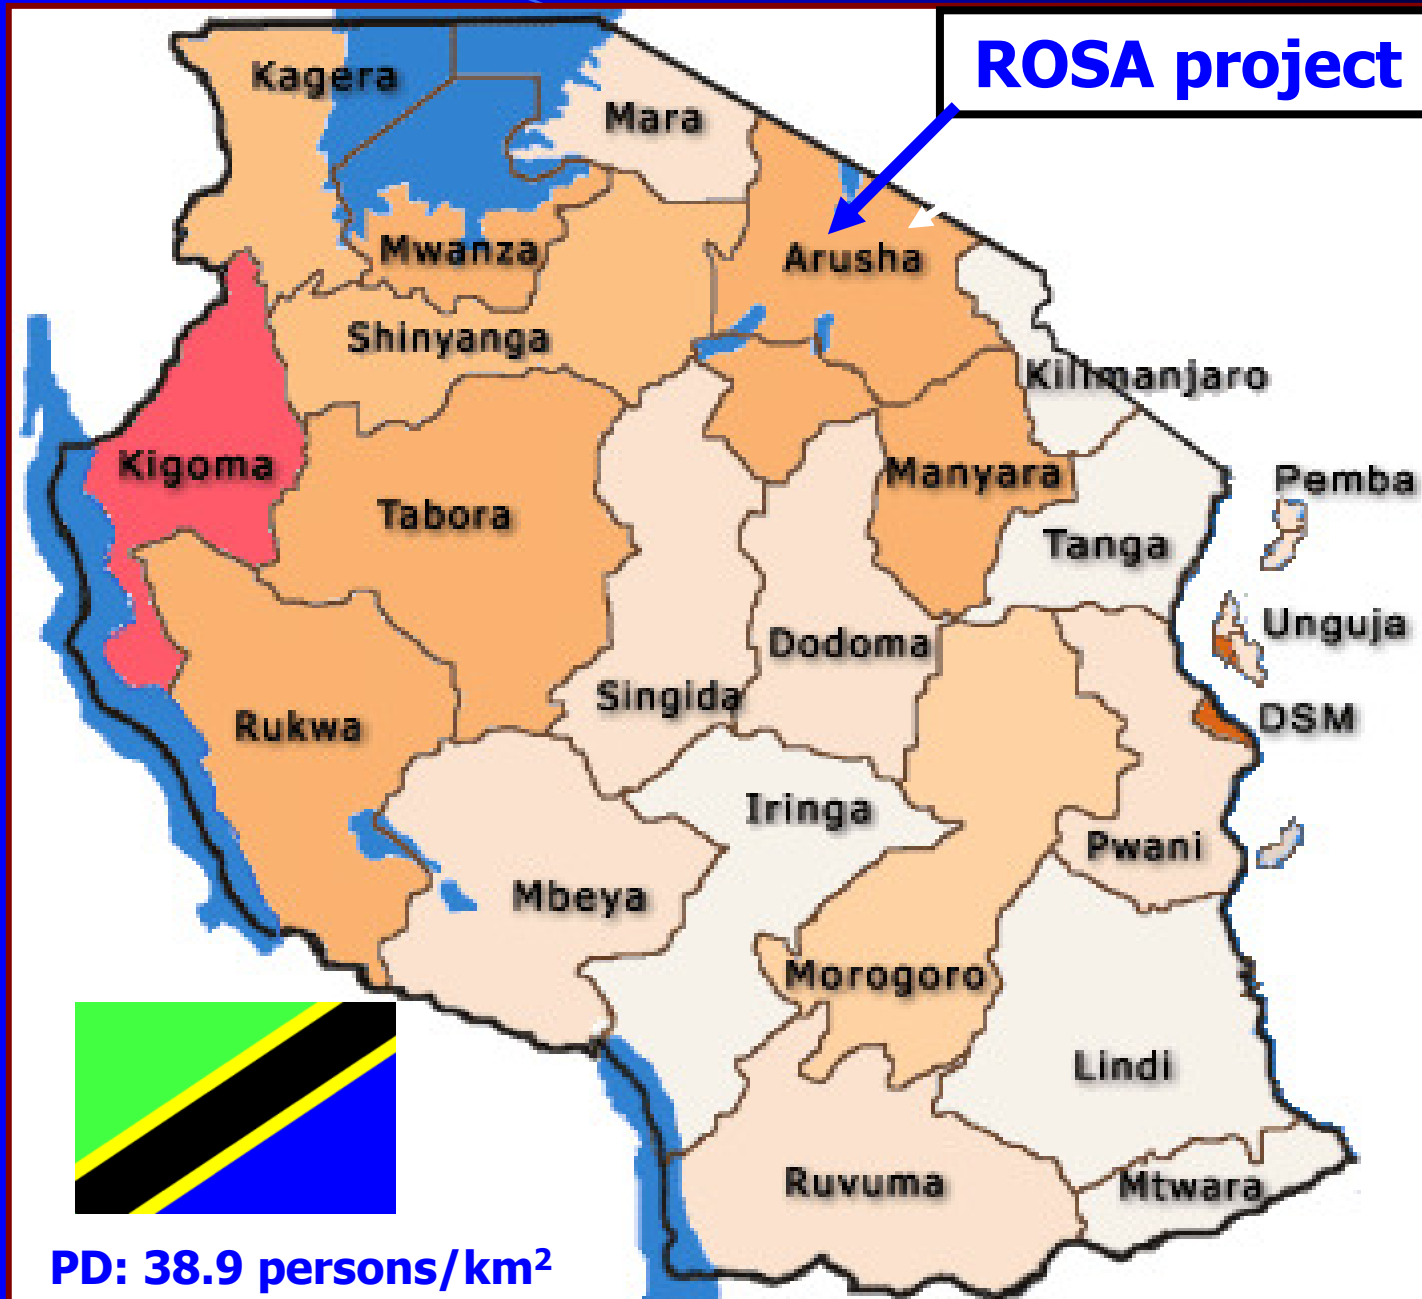 ROSA project
Kagera
Mara
Mwanza
Arusha
Shinyanga
Kilimanjaro
Kigoma
Manyara
Pemba
Tabora
Tanga
Unguja
Dodoma
Singida
DSM
Rukwa
Iringa
Pwani
Mbeya
Morogoro
Lindi
Ruvuma
Mtwara
PD: 38.9 persons/km²